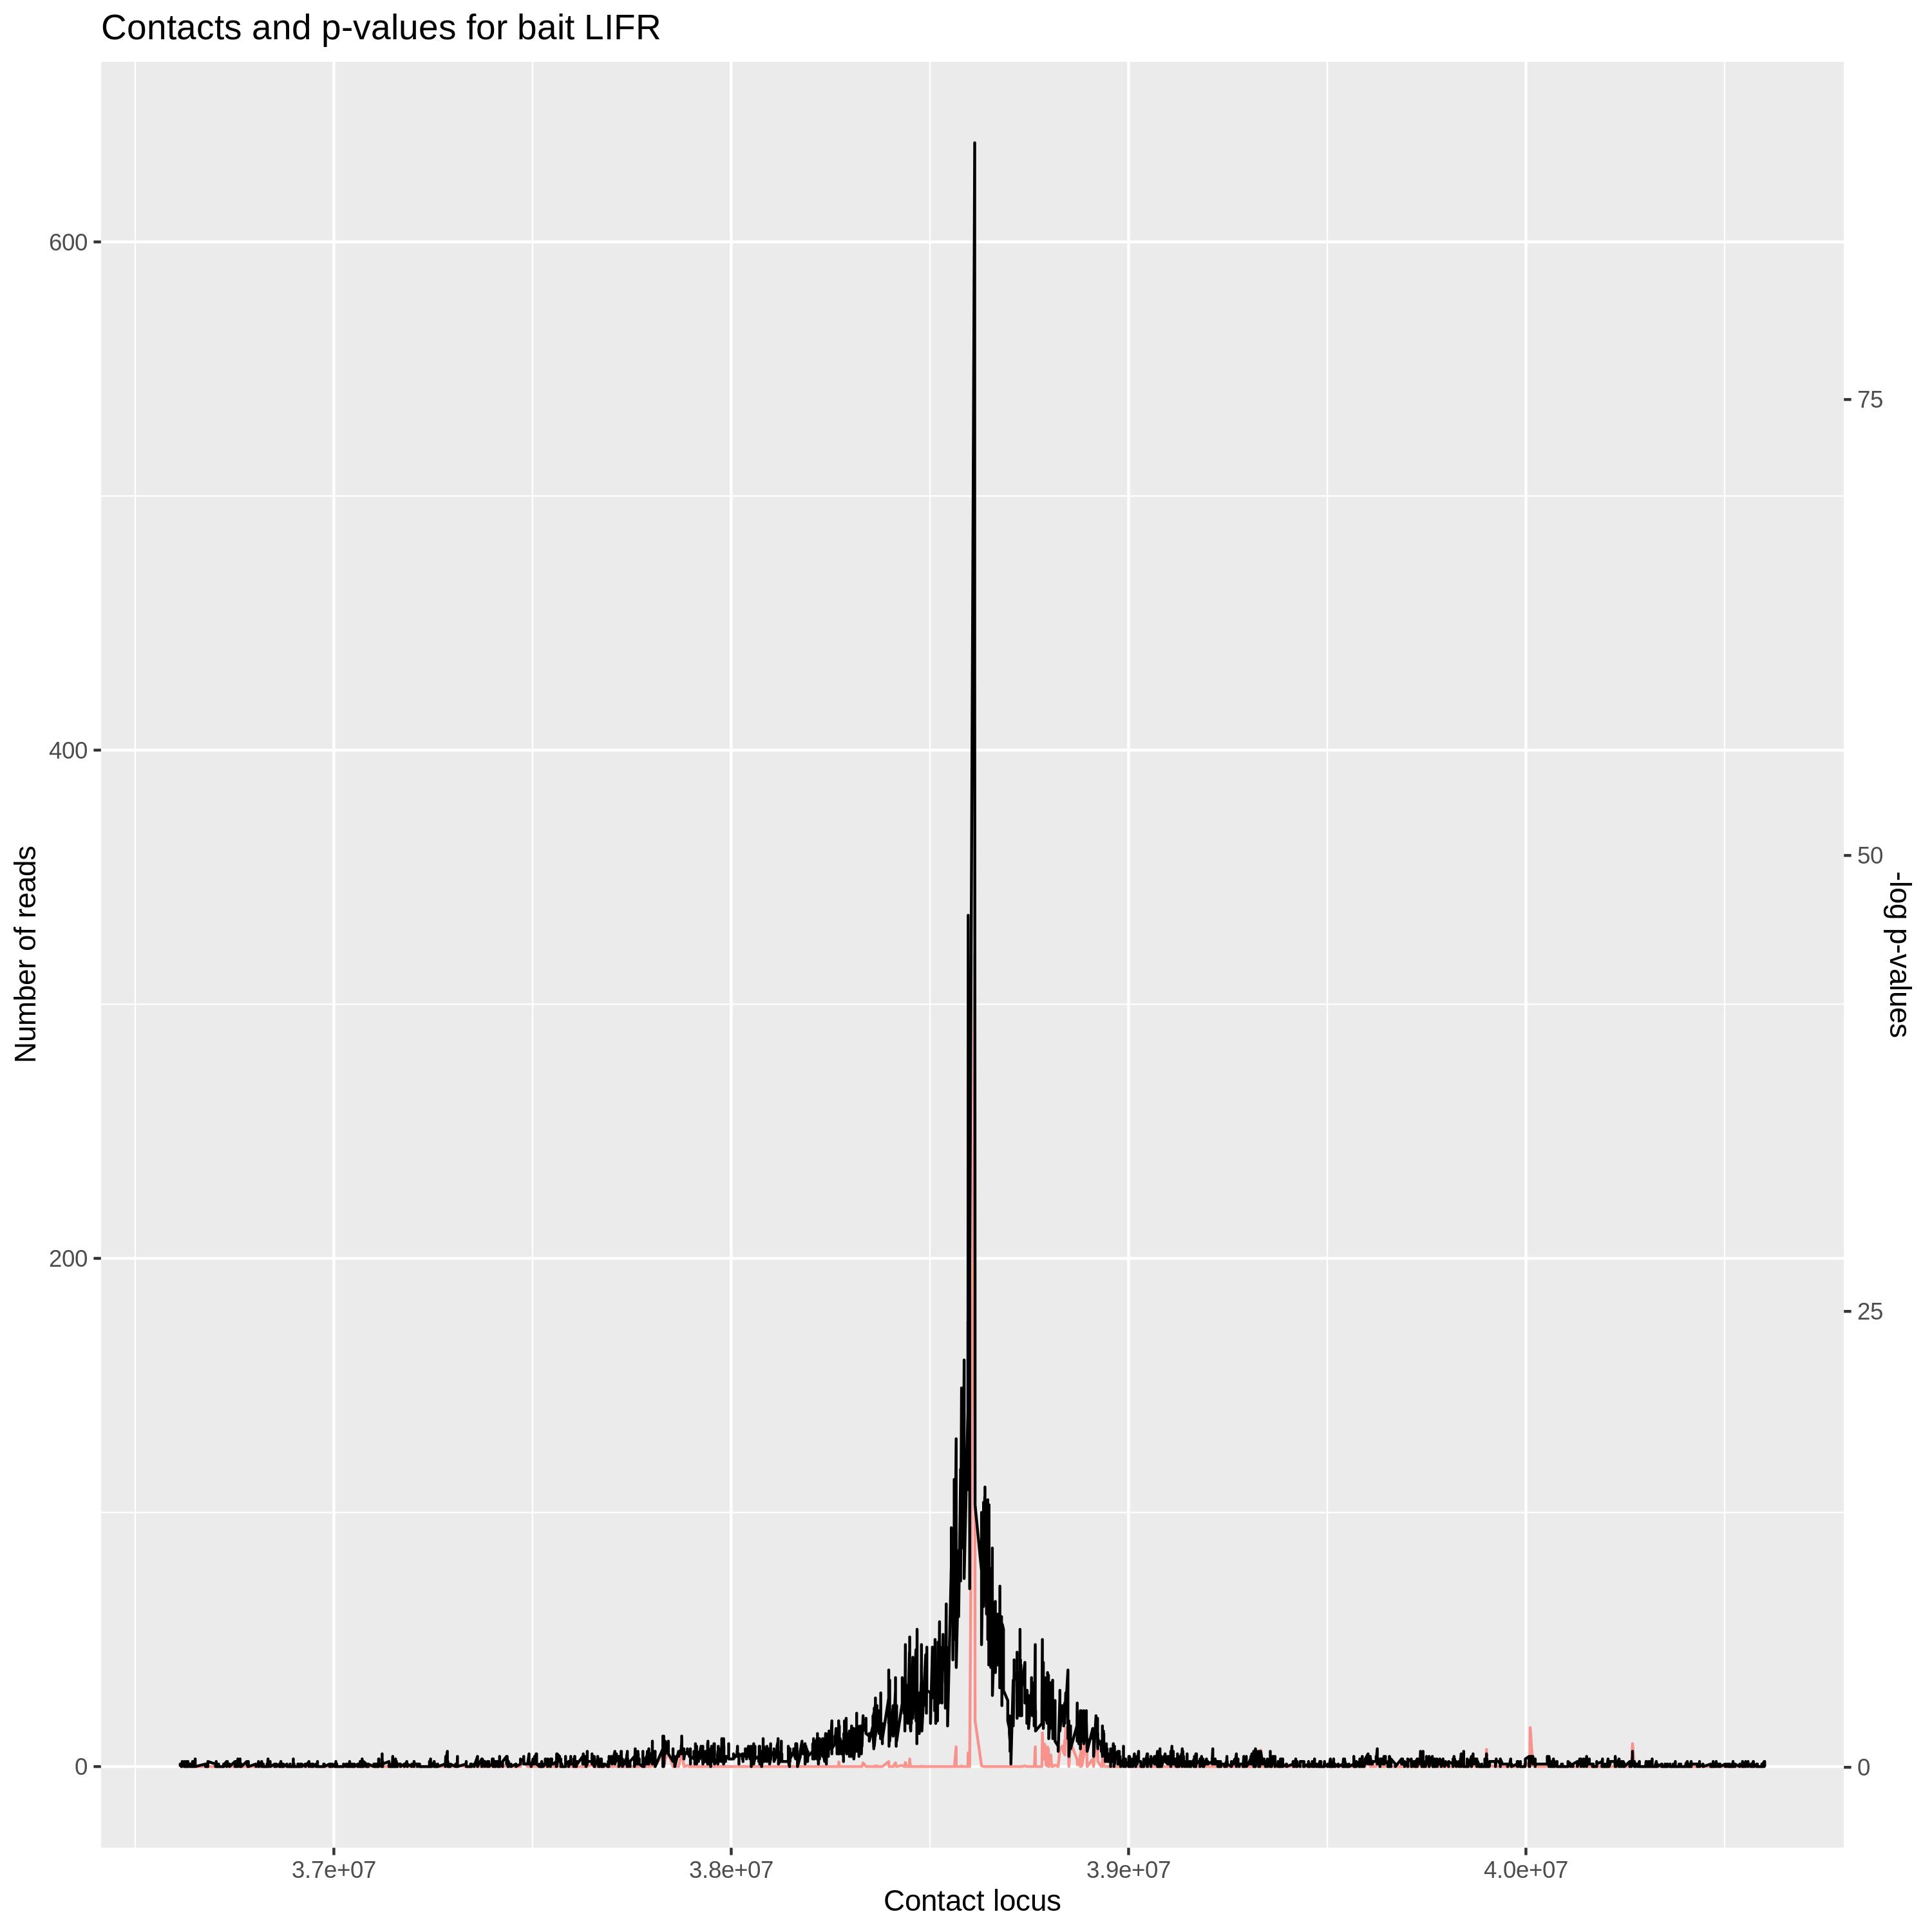 Contacts and p-values for bait LIFR
600
400
200
0
75
50
25
0
Number of reads
-log p-values
3.7e+07
3.8e+07
3.9e+07
4.0e+07
Contact locus